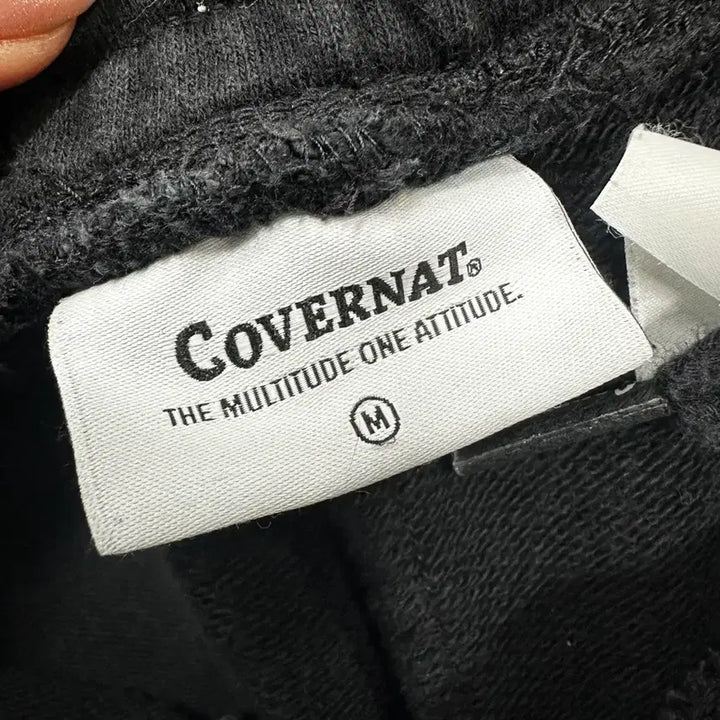 COVERNAT®
THE MULTITUDE ONE ATTITUDE.
M